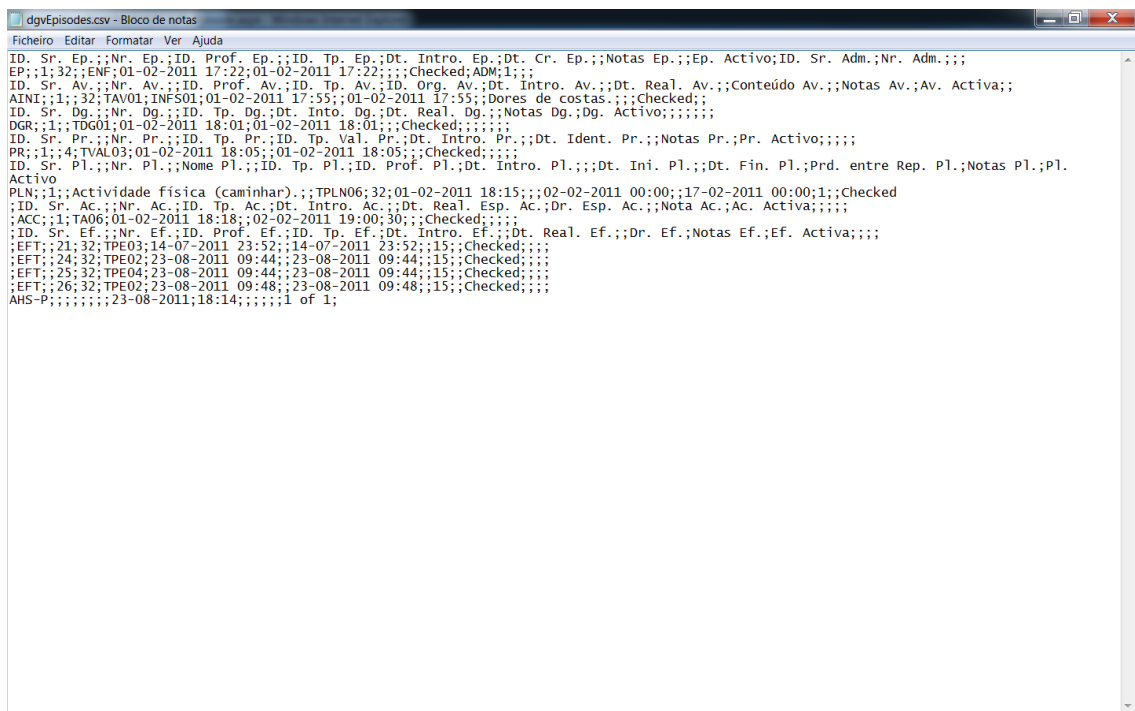 dgvEpisodes.csv - Bloco de notas
Ficheiro Editar Formatar Ver Ajuda
ID. Sr. Ep.;;Nr. Ep.;ID. Prof. Ep.;;ID. Tp. Ep.;Dt. Intro. Ep.;Dt. Cr. Ep.;;Notas Ep.;;Ep. Activo;ID. Sr. Adm.;Nr. Adm.;;;
EP;;1;32;;ENF;01-02-2011 17:22;01-02-2011 17:22;;;;Checked;ADM;1;;;
ID. Sr. Av.;;Nr. Av.;;ID. Prof. Av.;ID. Tp. Av.;ID. Org. Av.;Dt. Intro. Av.;;Dt. Real. Av.;;Conteúdo Av.;;Notas Av.;Av. Activa;;
AINI;;1;;32;TAV01;INFS01;01-02-2011 17:55;;01-02-2011 17:55;;Dores de costas.;;;Checked;;
ID. Sr. Dg.;;Nr. Dg.;;ID. Tp. Dg.;Dt. Into. Dg.;Dt. Real. Dg.;;Notas Dg.;Dg. Activo;;;;;;;
DGR;;1;;TDG01;01-02-2011 18:01;01-02-2011 18:01;;;Checked;;;;;;;
ID. Sr. Pr.;;Nr. Pr.;;ID. Tp. Pr.;ID. Tp. Val. Pr.;Dt. Intro. Pr.;;Dt. Ident. Pr.;;Notas Pr.;Pr. Activo;;;;;
PR;;1;;4;TVAL03;01-02-2011 18:05;;01-02-2011 18:05;;;Checked;;;;;
ID. Sr. Pl.;;Nr. Pl.;;Nome Pl.;;ID. Tp. Pl.;ID. Prof. Pl.;Dt. Intro. Pl.;;;Dt. Ini. Pl.;;Dt. Fin. Pl.;Prd. entre Rep. Pl.;Notas Pl.;Pl.
Activo
PLN;;1;;Actividade física (caminhar).;;TPLN06;32;01-02-2011 18:15;;;02-02-2011 00:00;;17-02-2011 00:00;1;;Checked
;ID. Sr. Ac.;;Nr. Ac.;ID. Tp. Ac.;Dt. Intro. Ac.;;Dt. Real. Esp. Ac.;Dr. Esp. Ac.;;Nota Ac.;Ac. Activa;;;;;
;ACC;;1;TA06;01-02-2011 18:18;;02-02-2011 19:00;30;;;Checked;;;;;
;ID. Sr. Ef.;;Nr. Ef.;ID. Prof. Ef.;ID. Tp. Ef.;Dt. Intro. Ef.;;Dt. Real. Ef.;;Dr. Ef.;Notas Ef.;Ef. Activa;;;;
;EFT;;21;32;TPE03;14-07-2011 23:52;;14-07-2011 23:52;;15;;Checked;;;;
;EFT;;24;32;TPE02;23-08-2011 09:44;;23-08-2011 09:44;;15;;Checked;;;;
;EFT;;25;32;TPE04;23-08-2011 09:44;;23-08-2011 09:44;;15;;Checked;;;;
;EFT;;26;32;TPE02;23-08-2011 09:48;;23-08-2011 09:48;;15;;Checked;;;;
AHS-P;;;;;;;;23-08-2011;18:14;;;;;;1 of 1;